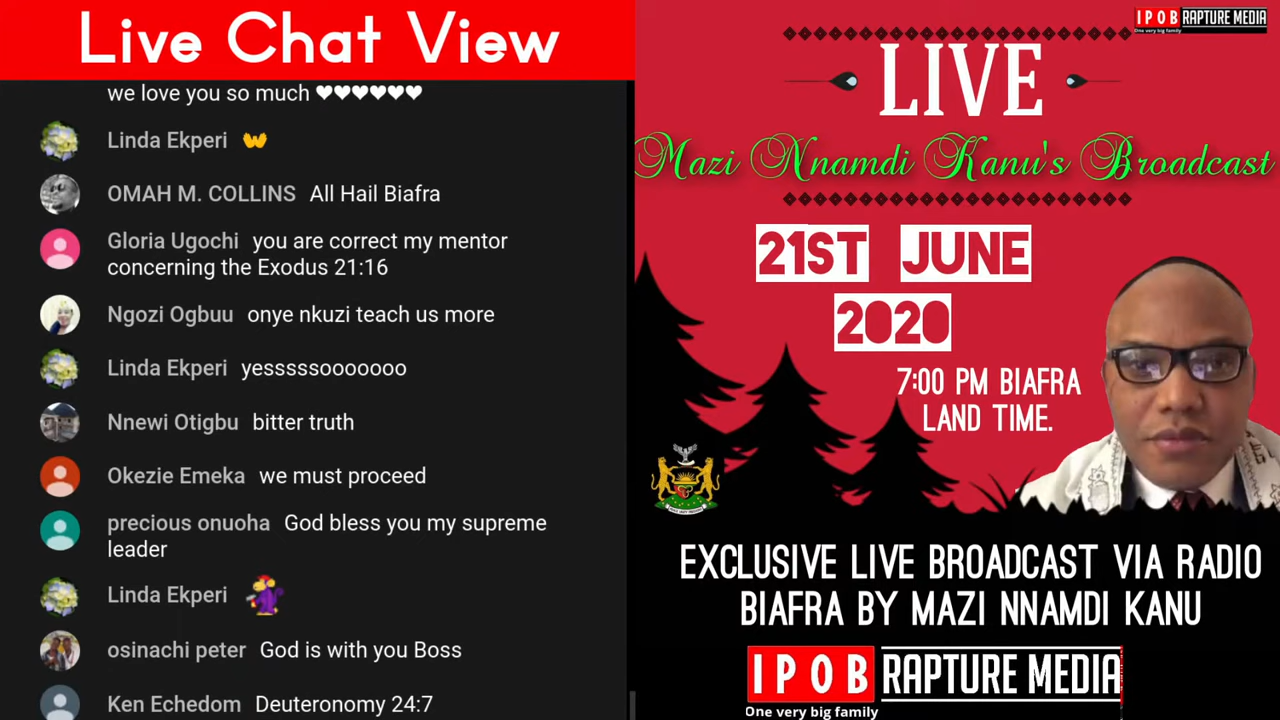 Live Chat View
we love you so much ♥♥♥♥♥♥
Linda Ekperi
OMAH M. COLLINS All Hail Biafra
Gloria Ugochi you are correct my mentor
concerning the Exodus 21:16
Ngozi Ogbuu onye nkuzi teach us more
Linda Ekperi yesssssooooooo
Nnewi Otigbu bitter truth
Okezie Emeka we must proceed
precious onuoha God bless you my supreme
leader
Linda Ekperi
osinachi peter God is with you Boss
Ken Echedom Deuteronomy 24:7
IPOB RAPTURE MEDIA
One very big family
LIVE
Mazi Nnamdi Kanu's Broadcast
21ST JUNE
2020
7:00 PM BIAFRA
LAND TIME.
EXCLUSIVE LIVE BROADCAST VIA RADIO
BIAFRA BY MAZI NNAMDI KANU
IPOB RAPTURE MEDIA
One very big family